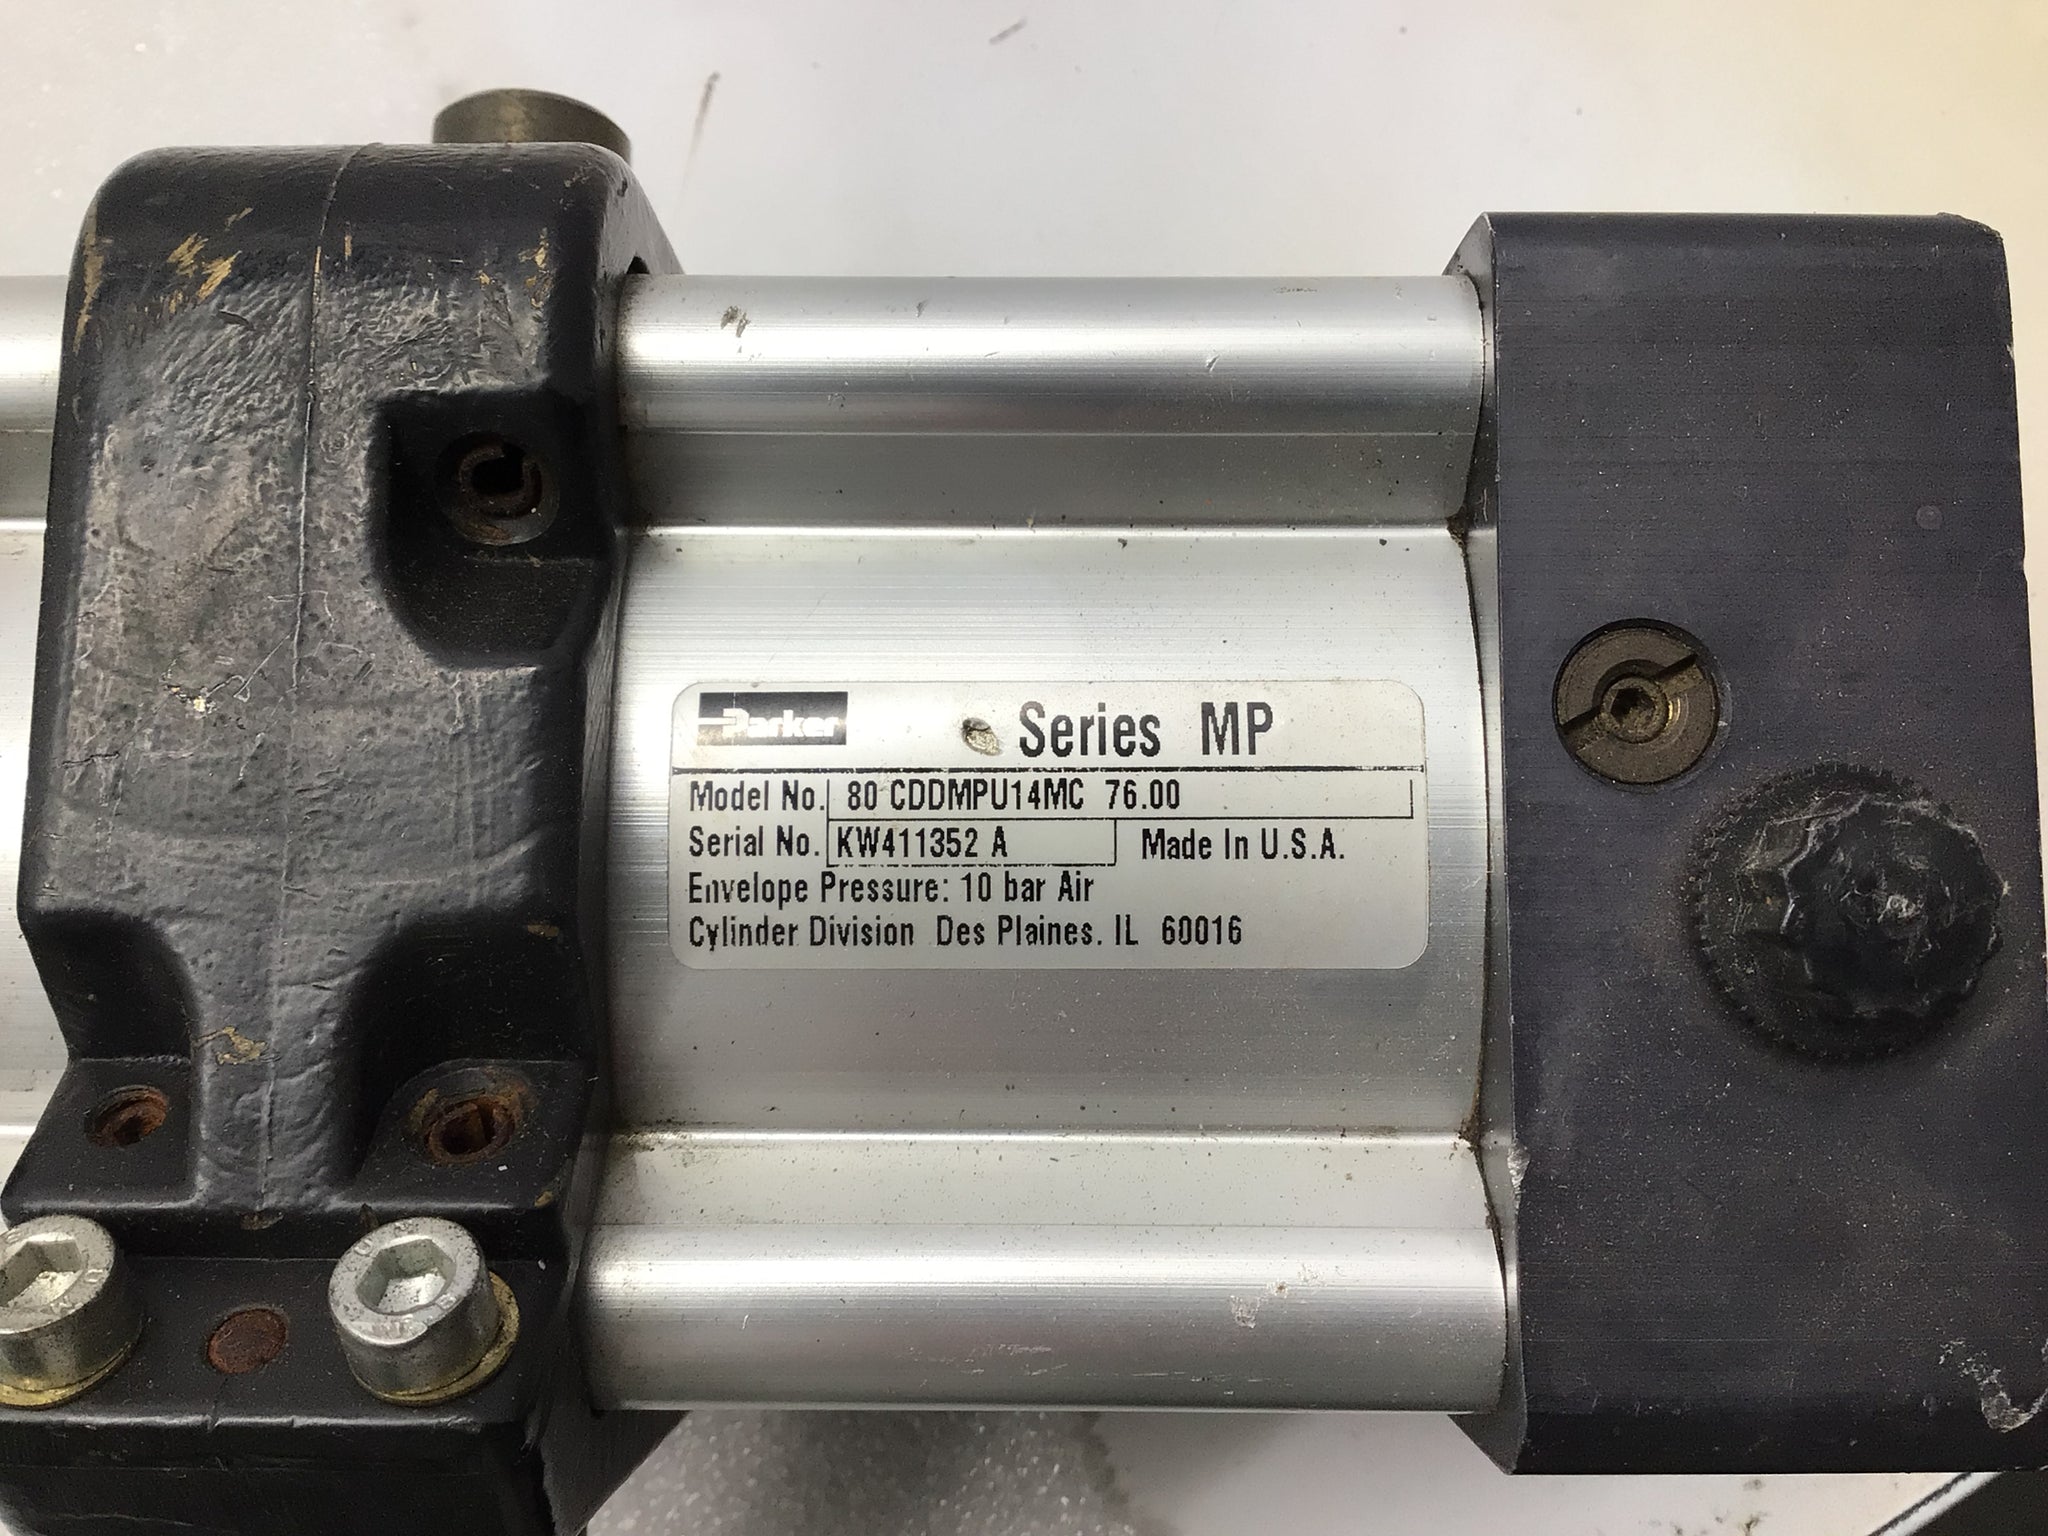 Parker Series MP
Model No. 80 CDDMPU14MC 76.00
Serial No. KW411352 A Made In U.S.A.
Envelope Pressure: 10 bar Air
Cylinder Division Des Plaines. IL 60016